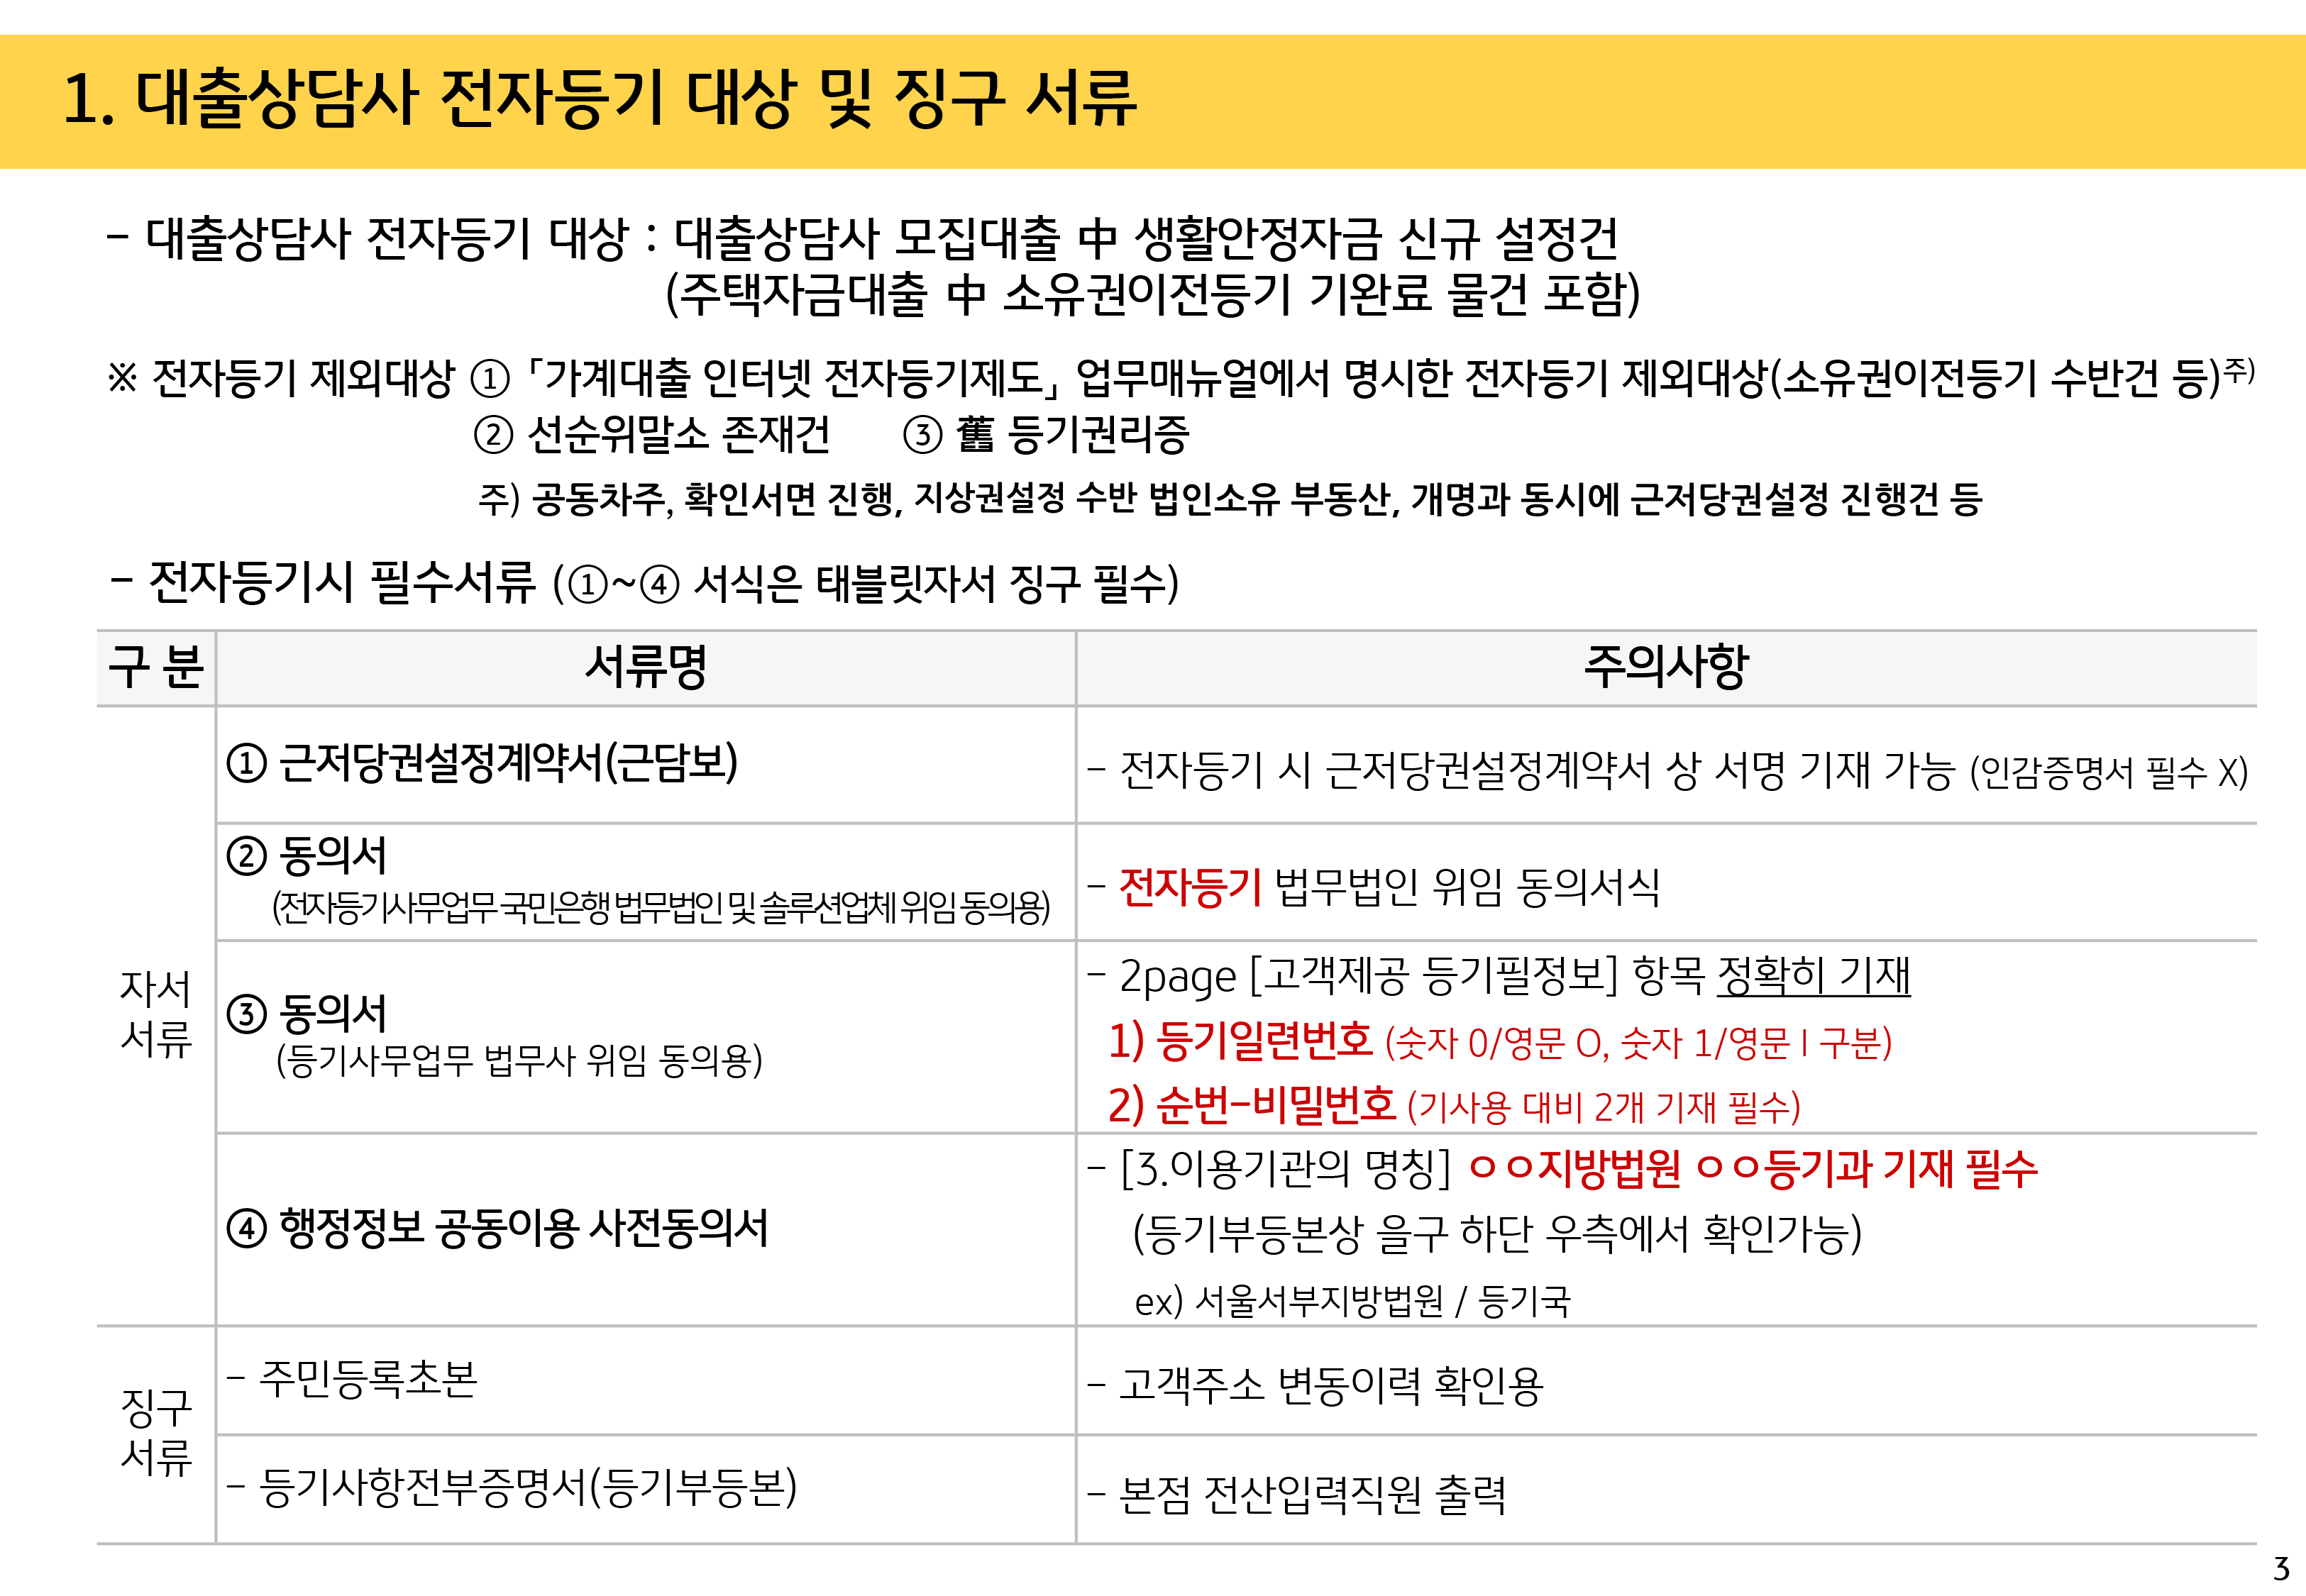 1. 대출상담사 전자등기 대상 및 징구 서류
- 대출상담사 전자등기 대상 : 대출상담사 모집대출 中 생활안정자금 신규 설정건
(주택자금대출 中 소유권이전등기 기완료 물건 포함)
※ 전자등기 제외대상 ①「가계대출 인터넷 전자등기제도」업무매뉴얼에서 명시한 전자등기 제외대상(소유권이전등기 수반건 등)주)
② 선순위말소 존재건 ③ 舊 등기권리증
주) 공동차주, 확인서면 진행, 지상권설정 수반 법인소유 부동산, 개명과 동시에 근저당권설정 진행건 등
- 전자등기시 필수서류 (①~④ 서식은 태블릿자서 징구 필수)
구 분 서류명 주의사항
자서
서류
① 근저당권설정계약서(근담보)
- 전자등기 시 근저당권설정계약서 상 서명 기재 가능 (인감증명서 필수 X)
② 동의서
(전자등기사무업무 국민은행 법무법인 및 솔루션업체 위임 동의용)
- 전자등기 법무법인 위임 동의서식
③ 동의서
(등기사무업무 법무사 위임 동의용)
- 2page [고객제공 등기필정보] 항목 정확히 기재
1) 등기일련번호 (숫자 0/영문 O, 숫자 1/영문 I 구분)
2) 순번-비밀번호 (기사용 대비 2개 기재 필수)
④ 행정정보 공동이용 사전동의서
- [3.이용기관의 명칭] ㅇㅇ지방법원 ㅇㅇ등기과 기재 필수
(등기부등본상 을구 하단 우측에서 확인가능)
ex) 서울서부지방법원 / 등기국
징구
서류
- 주민등록초본
- 고객주소 변동이력 확인용
- 등기사항전부증명서(등기부등본)
- 본점 전산입력직원 출력
3